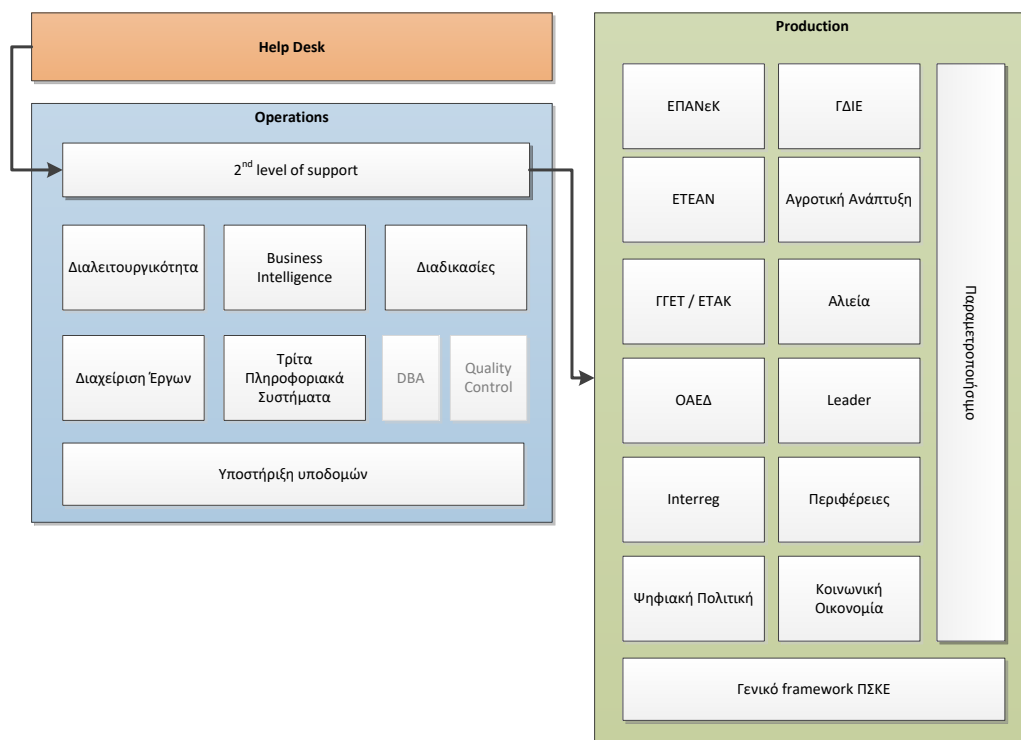 Help Desk
Operations
2nd level of support
Διαλειτουργικότητα
Business
Intelligence
Διαδικασίες
Διαχείριση Έργων
Τρίτα
Πληροφοριακά
Συστήματα
DBA
Quality
Control
Υποστήριξη υποδομών
Production
ΕΠΑΝεΚ
ΓΔΙΕ
ΕΤΕΑΝ
Αγροτική Ανάπτυξη
ΓΓΕΤ / ΕΤΑΚ
Αλιεία
ΟΑΕΔ
Leader
Interreg
Περιφέρειες
Ψηφιακή Πολιτική
Κοινωνική
Οικονομία
Παραμετροποιήσιμο
Γενικό framework ΠΣΚΕ